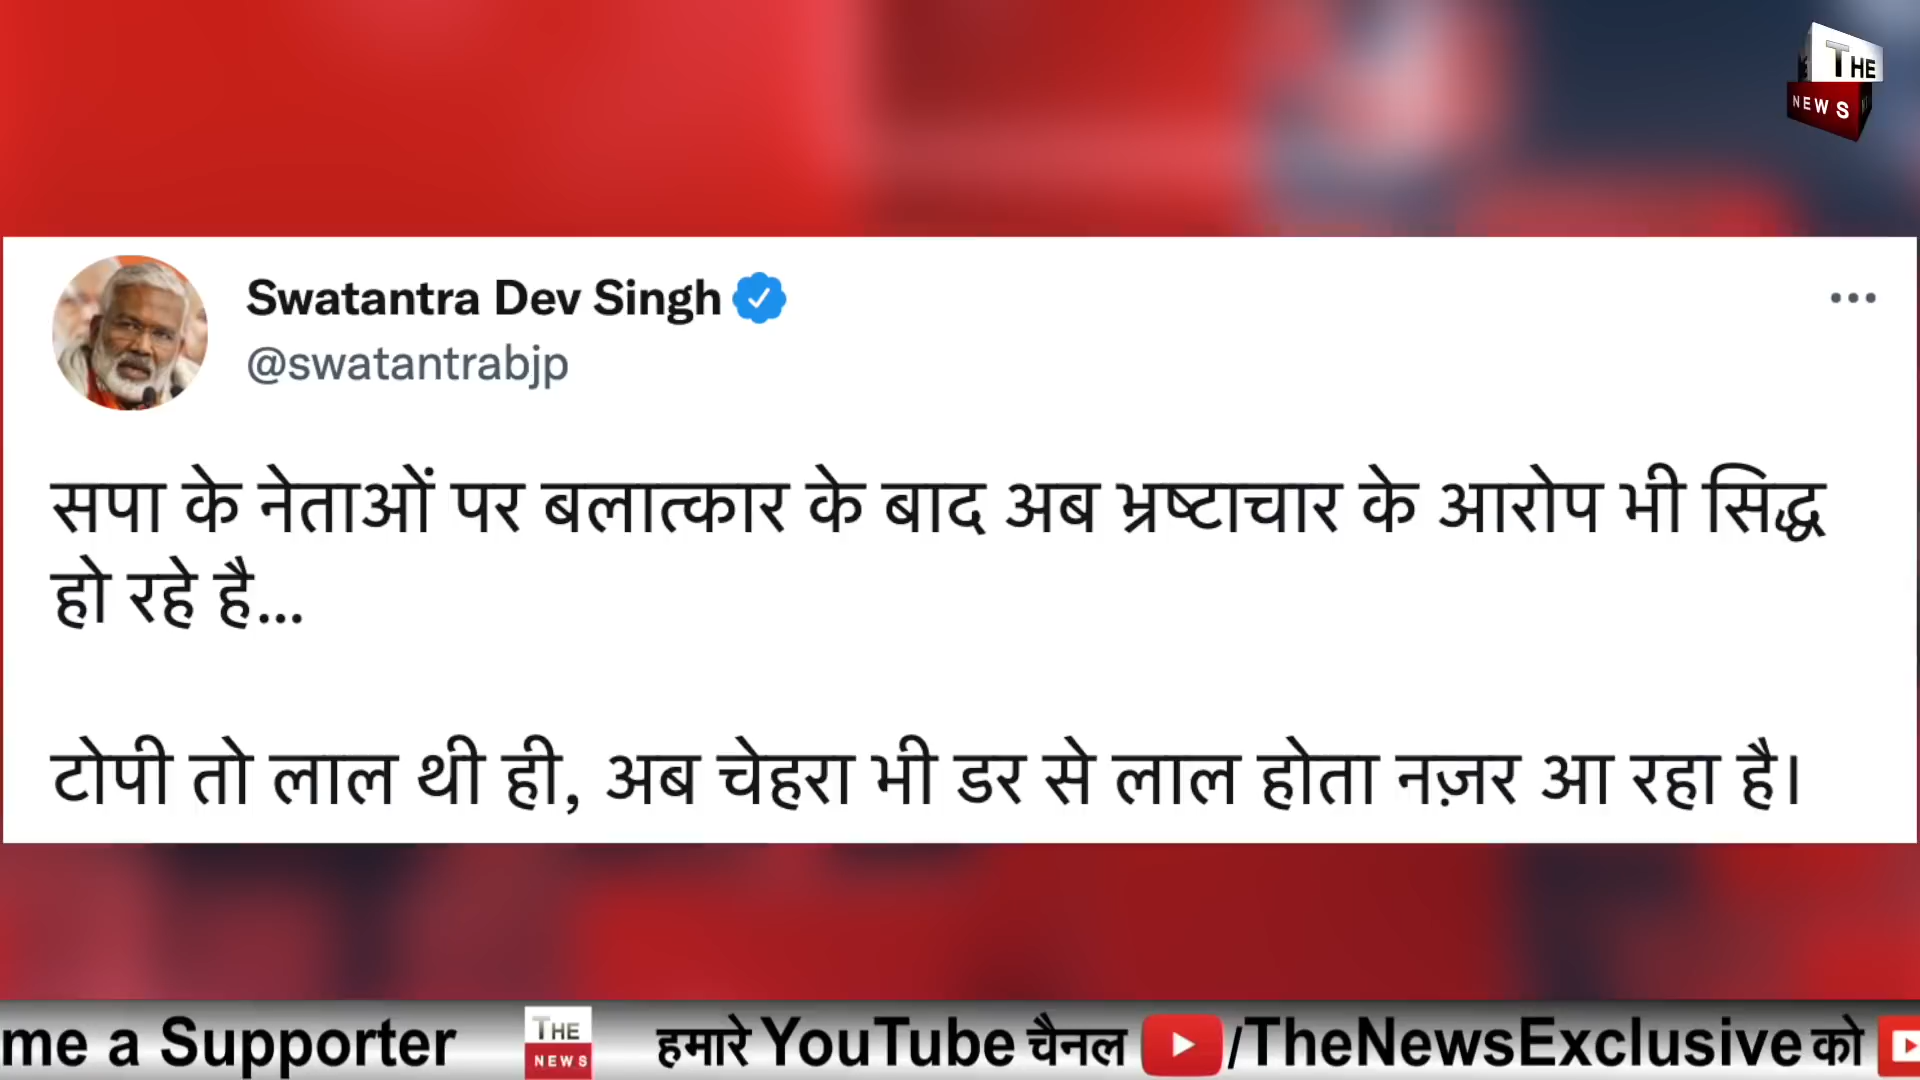 THE
NEWS
Swatantra Dev Singh
@swatantrabjp
सपा के नेताओं पर बलात्कार के बाद अब भ्रष्टाचार के आरोप भी सिद्ध
हो रहे है...
टोपी तो लाल थी ही, अब चेहरा भी डर से लाल होता नज़र आ रहा है।
me a Supporter THE NEWS हमारे YouTube चैनल /TheNewsExclusive को